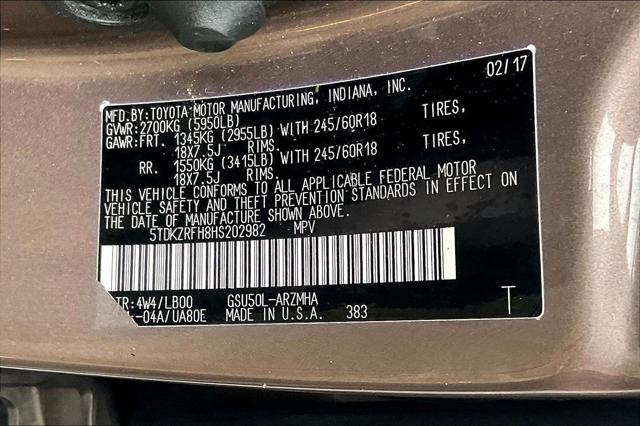 MFD.BY:TOYOTA MOTOR MANUFACTURING, INDIANA, INC. 02/17
GVWR:2700KG (5950LB)
GAWR:FRT. 1345KG (2955LB) WITH 245/60R18 TIRES,
18X7.5J RIMS.
RR. 1550KG (3415LB) WITH 245/60R18 TIRES,
18X7.5J RIMS.
THIS VEHICLE CONFORMS TO ALL APPLICABLE FEDERAL MOTOR
VEHICLE SAFETY AND THEFT PREVENTION STANDARDS IN EFFECT ON
THE DATE OF MANUFACTURE SHOWN ABOVE.
5TDKZRFH8HS202982 MPV
TR:4W4/LB00 GSU50L-ARZMHA
-04A/UA80E MADE IN U.S.A. 383 T